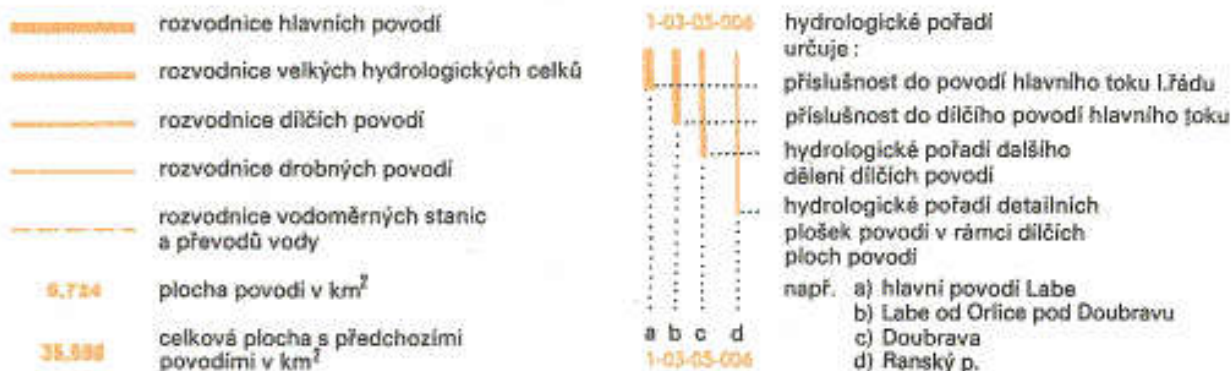 rozvodnice hlavních povodí
rozvodnice velkých hydrologických celků
rozvodnice dílčích povodí
rozvodnice drobných povodí
rozvodnice vodoměrných stanic
a převodů vody
plocha povodí v km²
celková plocha s předchozími
povodími v km²
1-03-05-006
hydrologické pořadí
určuje :
příslušnost do povodí hlavního toku I.řádu
příslušnost do dílčího povodí hlavního toku
hydrologické pořadí dalšího
dělení dílčích povodí
hydrologické pořadí detailních
plošek povodí v rámci dílčích
ploch povodí
např. a) hlavní povodí Labe
b) Labe od Orlice pod Doubravu
c) Doubrava
d) Ranský p.
a b c d
1-03-05-006